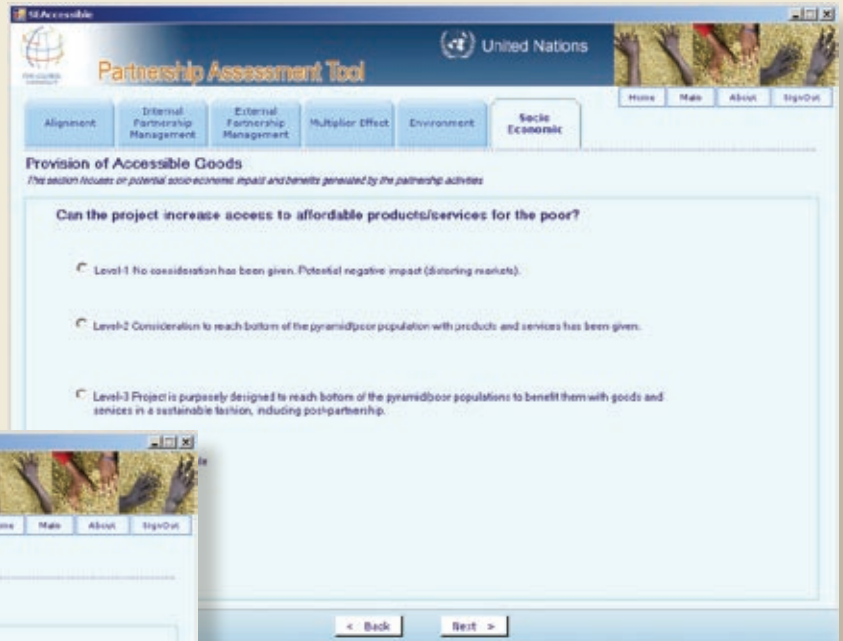 SEAccessible
THE GLOBAL
Partnership Assessment Tool
United Nations
Home Main About SignOut
Alignment
Internal Partnership Management
External Partnership Management
Multiplier Effect
Environment
Socio Economic
Provision of Accessible Goods
This section focuses on potential socio-economic impact and benefits generated by the partnership activities
Can the project increase access to affordable products/services for the poor?
Level-1 No consideration has been given. Potential negative impact (distorting markets).
Level-2 Consideration to reach bottom of the pyramid/poor population with products and services has been given.
Level-3 Project is purposely designed to reach bottom of the pyramid/poor populations to benefit them with goods and
services in a sustainable fashion, including post-partnership.
Main About SignOut
< Back Next >